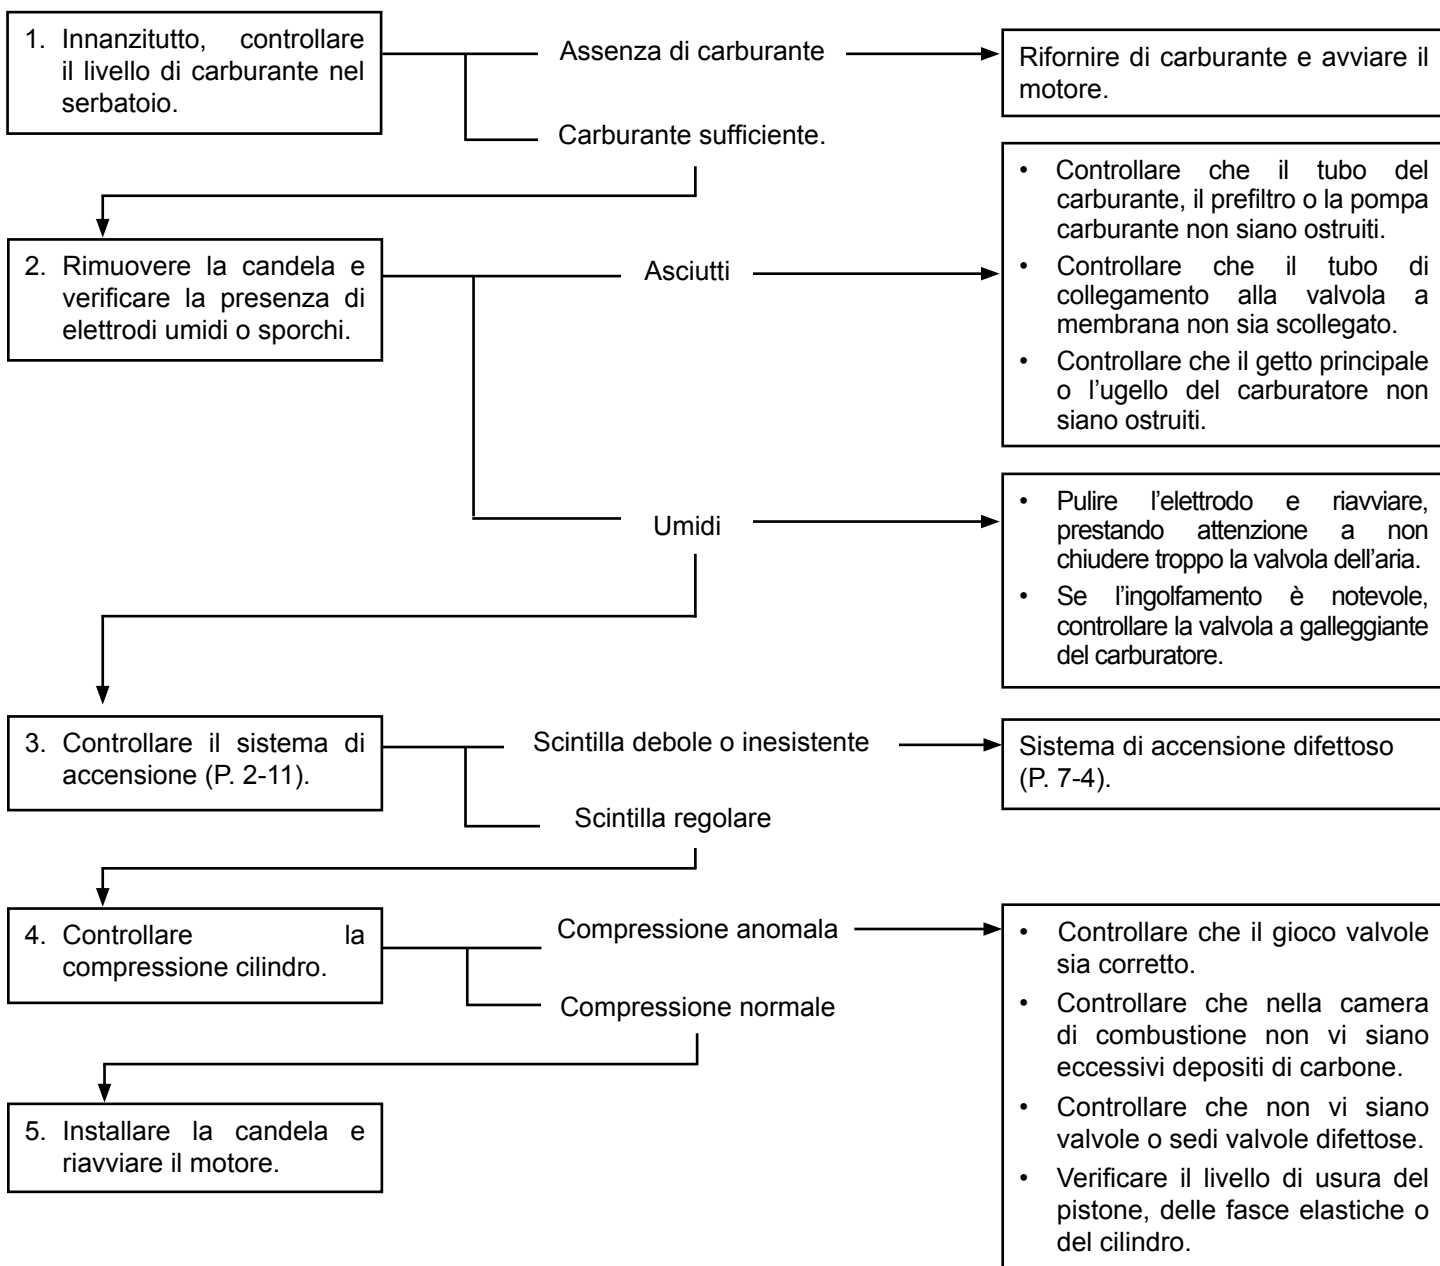 1. Innanzitutto, controllare
il livello di carburante nel
serbatoio.
Assenza di carburante
Rifornire di carburante e avviare il
motore.
Carburante sufficiente.
2. Rimuovere la candela e
verificare la presenza di
elettrodi umidi o sporchi.
Asciutti
• Controllare che il tubo del
carburante, il prefiltro o la pompa
carburante non siano ostruiti.
• Controllare che il tubo di
collegamento alla valvola a
membrana non sia scollegato.
• Controllare che il getto principale
o l'ugello del carburatore non
siano ostruiti.
Umidi
• Pulire l'elettrodo e riavviare,
prestando attenzione a non
chiudere troppo la valvola dell'aria.
• Se l'ingolfamento è notevole,
controllare la valvola a galleggiante
del carburatore.
3. Controllare il sistema di
accensione (P. 2-11).
Scintilla debole o inesistente
Sistema di accensione difettoso
(P. 7-4).
Scintilla regolare
4. Controllare la
compressione cilindro.
Compressione anomala
• Controllare che il gioco valvole
sia corretto.
• Controllare che nella camera
di combustione non vi siano
eccessivi depositi di carbone.
• Controllare che non vi siano
valvole o sedi valvole difettose.
• Verificare il livello di usura del
pistone, delle fasce elastiche o
del cilindro.
Compressione normale
5. Installare la candela e
riavviare il motore.